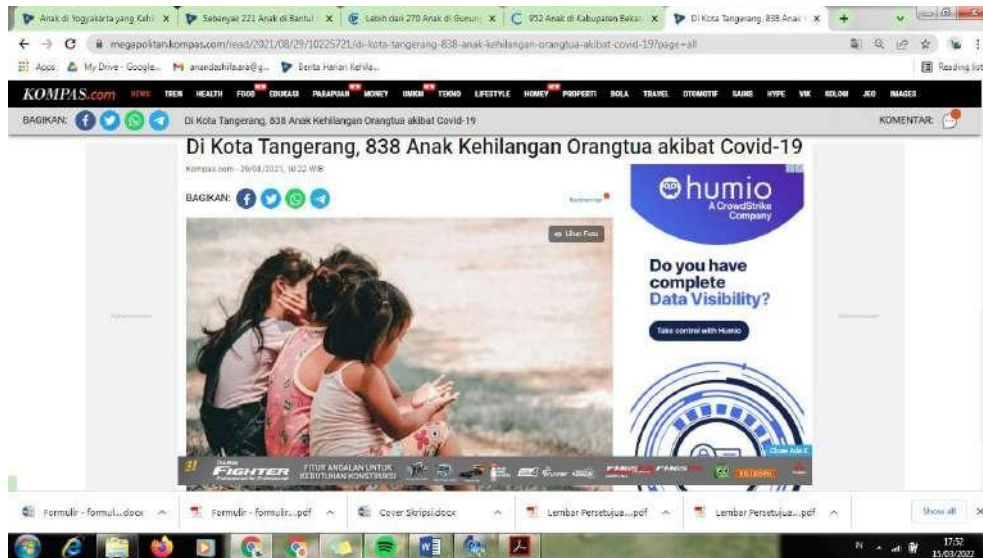 Anak di Yogyakarta yang Kehi
Sebanyak 221 Anak di Bantul
Lebih dari 270 Anak di Gunun
952 Anak di Kabupaten Bekas
Di Kota Tangerang, 838 Anak
megapolitan.kompas.com/read/2021/08/29/10225721/di-kota-tangerang-838-anak-kehilangan-orangtua-akibat-covid-19?page=all
Apps
My Drive - Google...
Berita Harian Kehila...
Reading list
KOMPAS.com NEWS TREN HEALTH FOOD EDUKASI PARAPUAN MONEY UMKM TEKNO LIFESTYLE HOMEY PROPERTI BOLA TRAVEL OTOMOTIF SAINS HYPE VIK KOLOM JEO IMAGES
BAGIKAN:
Di Kota Tangerang, 838 Anak Kehilangan Orangtua akibat Covid-19
KOMENTAR:
Di Kota Tangerang, 838 Anak Kehilangan Orangtua akibat Covid-19
Kompas.com - 29/08/2021, 10:22 WIB
BAGIKAN:
Komentar
Lihat Foto
humio
A CrowdStrike
Company
Do you have
complete
Data Visibility?
Take control with Humio
Close Ads X
FIGHTER
FITUR ANDALAN UNTUK
KEBUTUHAN KONSTRUKSI
Formulir - formul....docx
Formulir - formulir....pdf
Cover Skripsi.docx
Lembar Persetujua....pdf
Lembar Persetujua....pdf
Show all
IN
17:52
15/03/2022